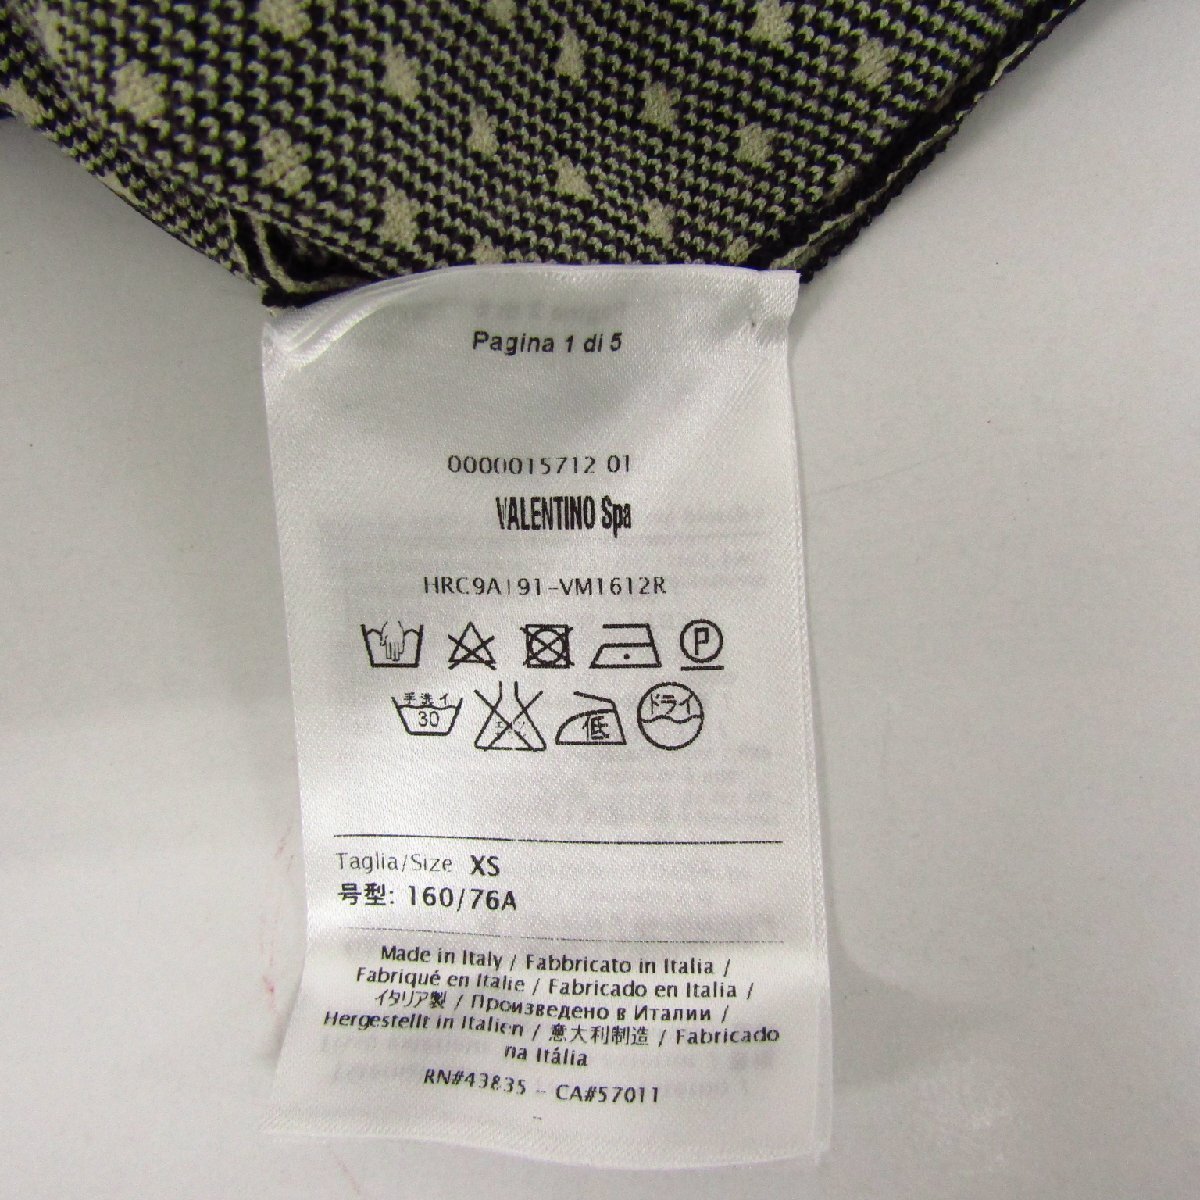 Pagina 1 di 5
0000015712 01
VALENTINO Spa
HRC9A191-VM1612R
P
手洗イ
30
低
ドライ
Taglia/Size XS
号型: 160/76A
Made in Italy / Fabbricato in Italia /
Fabriqué en Italie / Fabricado en Italia /
イタリア製 / Произведено в Италии /
Hergestellt in Italien / 意大利制造 / Fabricado
na Itália
RN#43835 - CA#57011